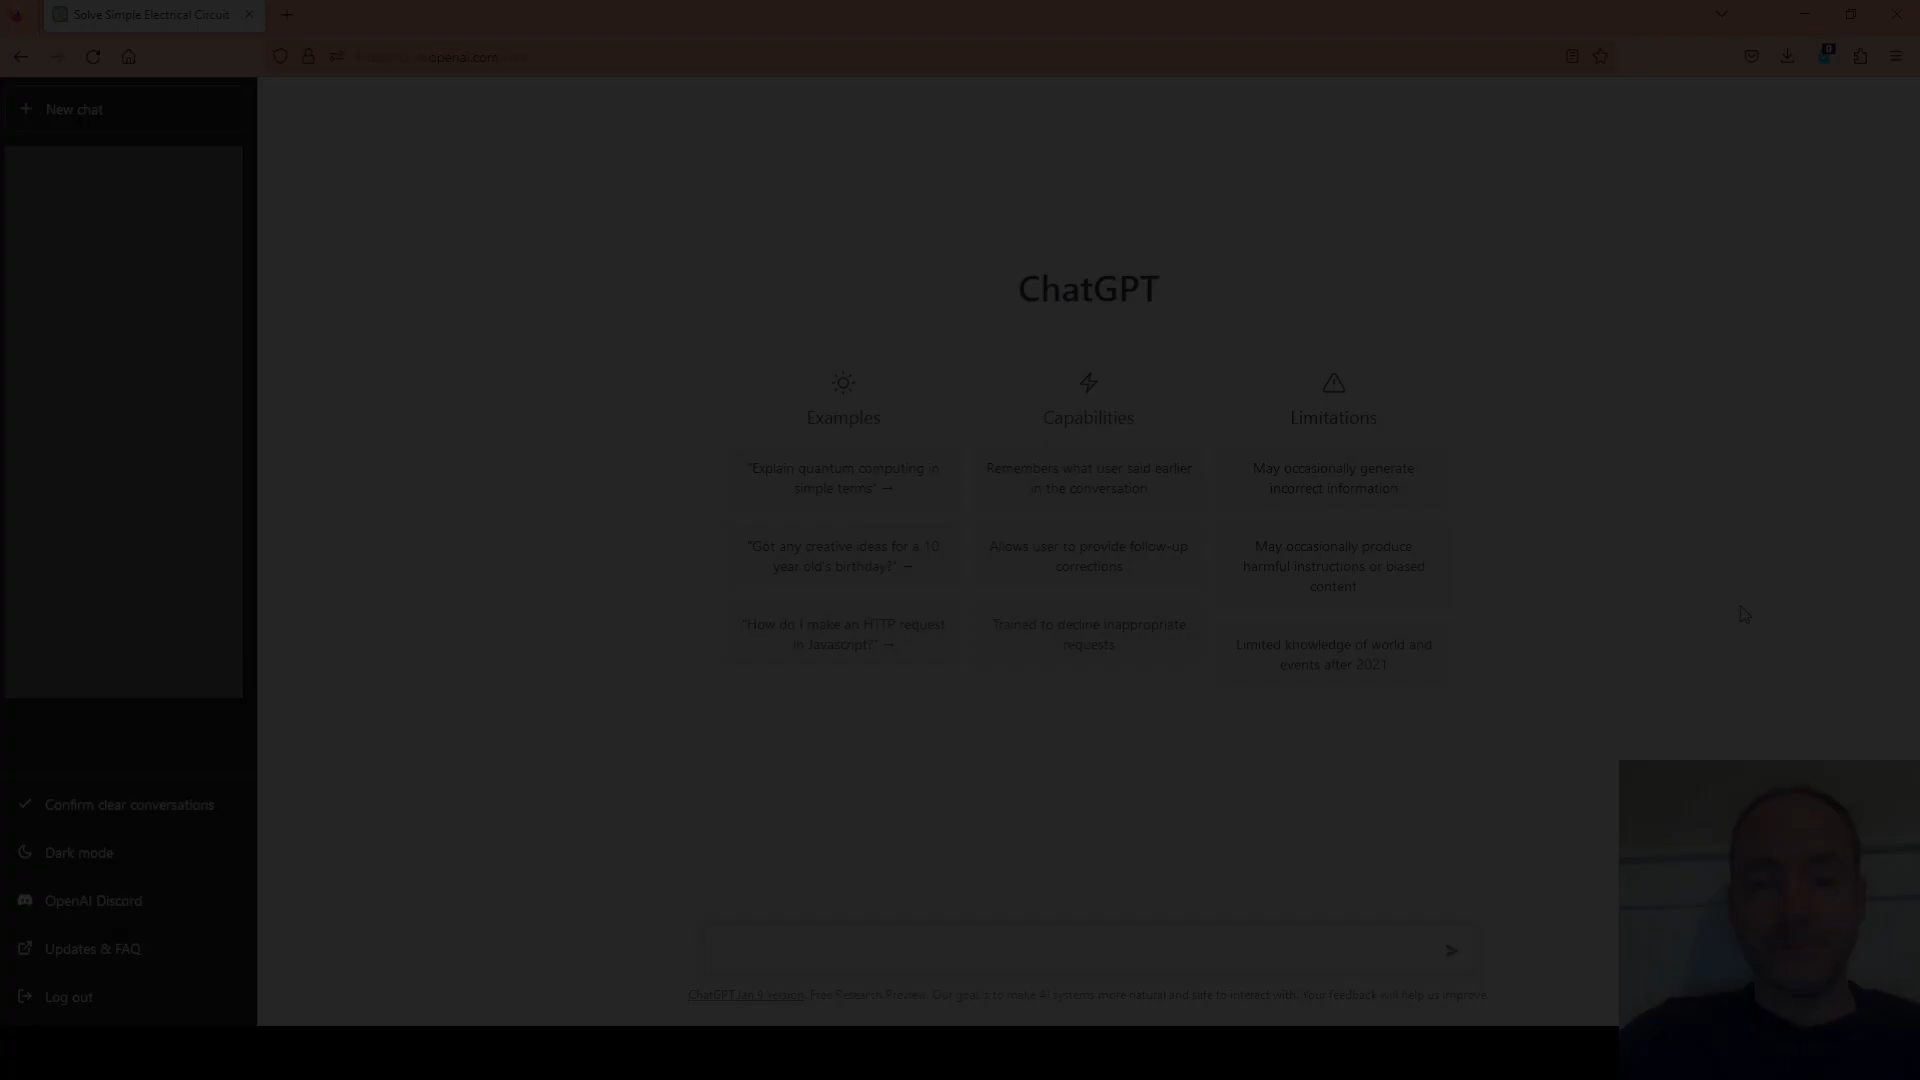 Solve Simple Electrical Circuit
openai.com
0
New chat
ChatGPT
Examples
Capabilities
Limitations
"Explain quantum computing in
simple terms" →
Remembers what user said earlier
in the conversation
May occasionally generate
incorrect information
"Got any creative ideas for a 10
year old's birthday?" →
Allows user to provide follow-up
corrections
May occasionally produce
harmful instructions or biased
content
"How do I make an HTTP request
in Javascript?" →
Trained to decline inappropriate
requests
Limited knowledge of world and
events after 2021
Confirm clear conversations
Dark mode
OpenAI Discord
Updates & FAQ
Log out
ChatGPT Jan 9 Version. Free Research Preview. Our goal is to make AI systems more natural and safe to interact with. Your feedback will help us improve.